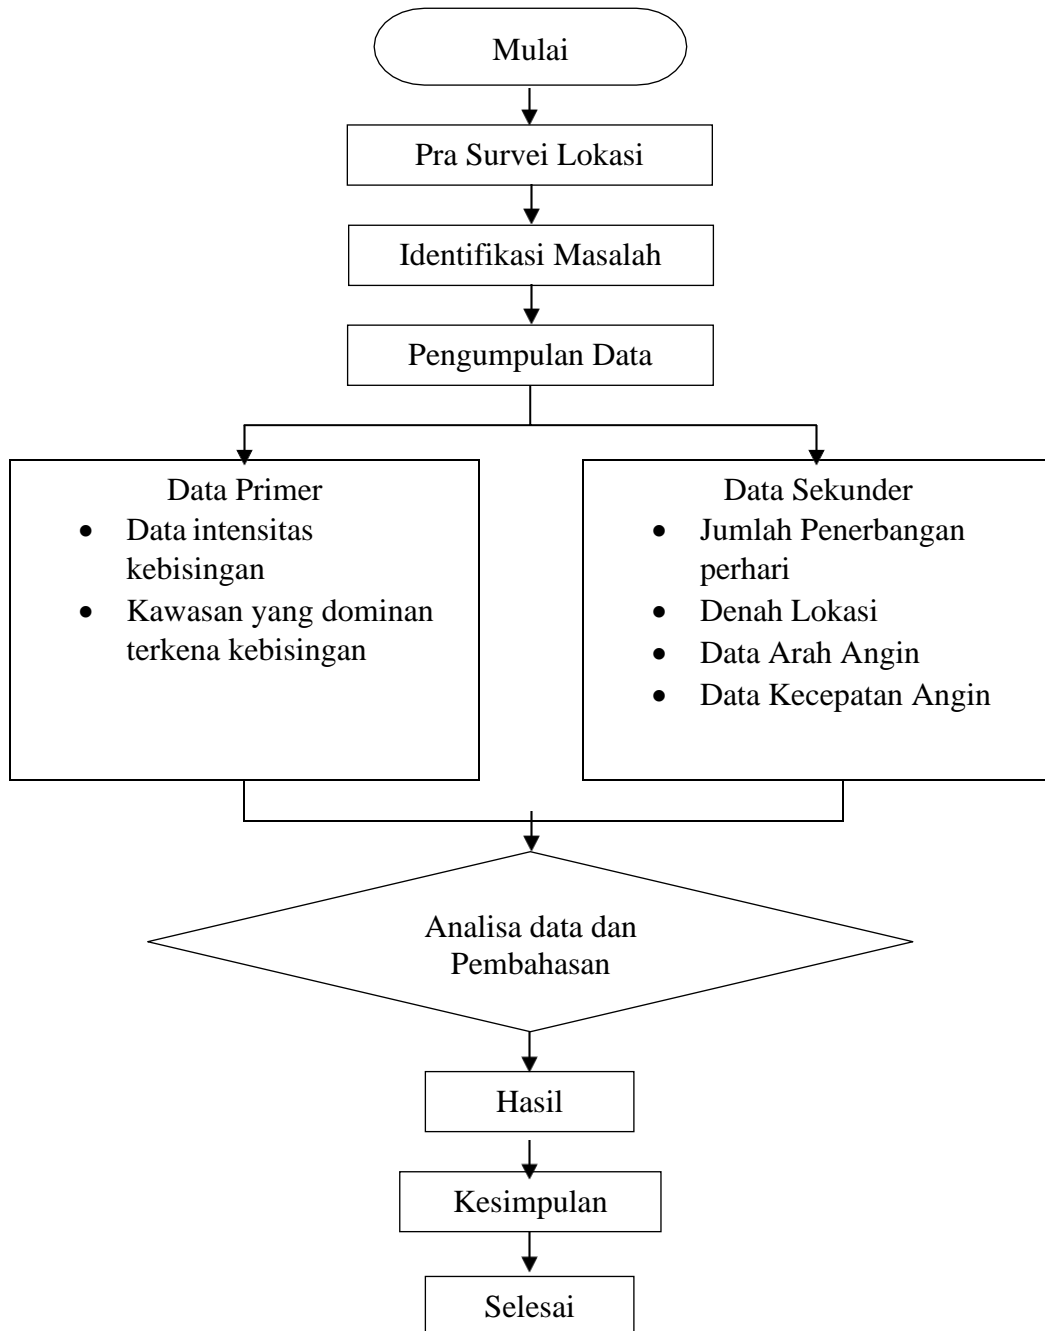 Mulai
Pra Survei Lokasi
Identifikasi Masalah
Pengumpulan Data
Data Primer
• Data intensitas
kebisingan
• Kawasan yang dominan
terkena kebisingan
Data Sekunder
• Jumlah Penerbangan
perhari
• Denah Lokasi
• Data Arah Angin
• Data Kecepatan Angin
Analisa data dan
Pembahasan
Hasil
Kesimpulan
Selesai